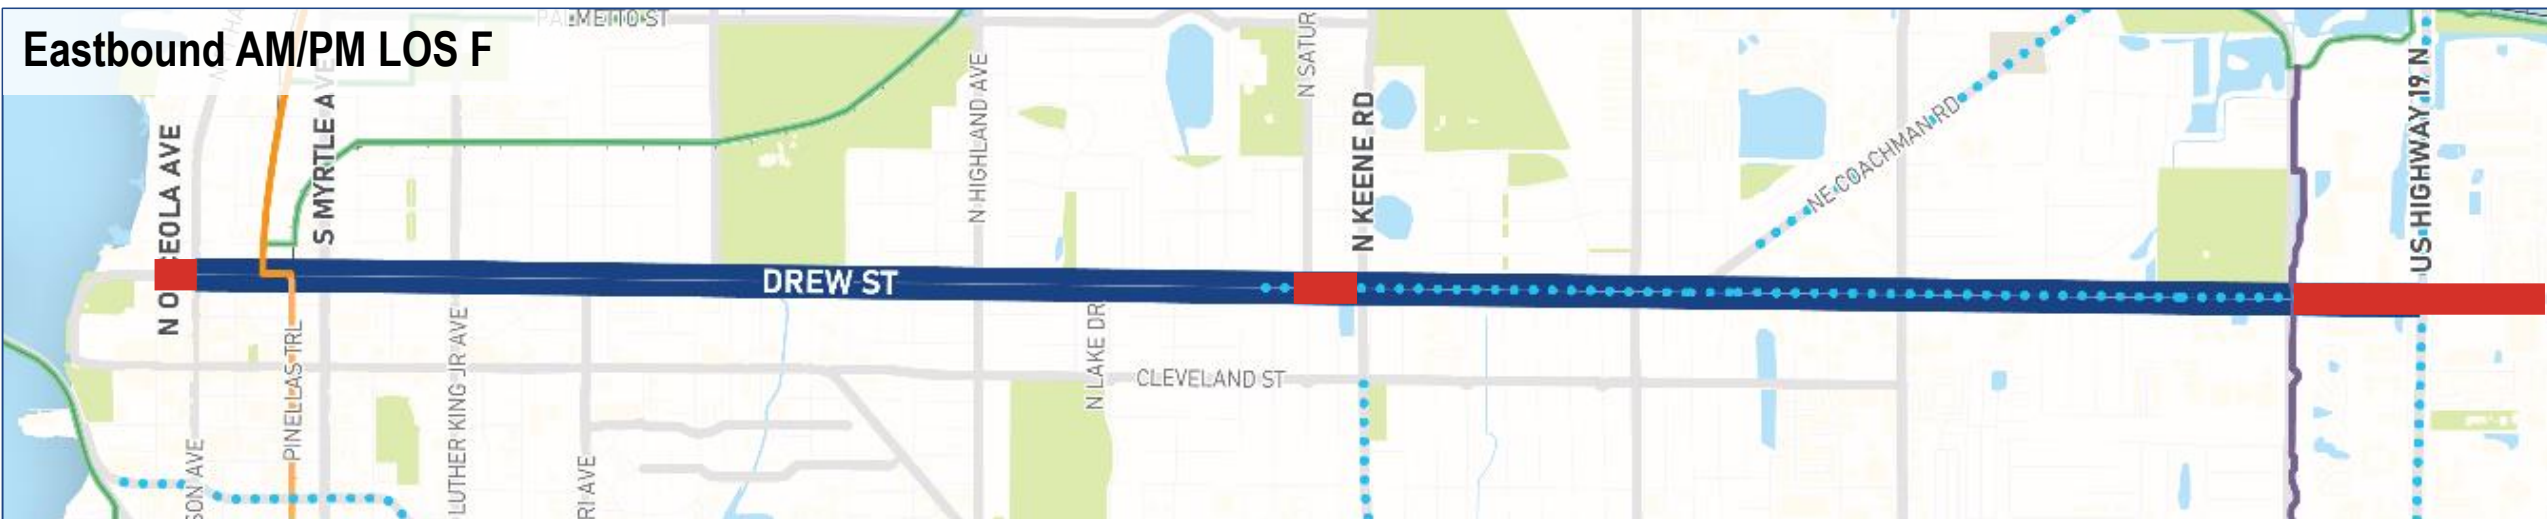 Eastbound AM/PM LOS F
PALMETTO ST
N SATUR
N HIGHLAND AVE
N KEENE RD
NE COACHMAN RD
US HIGHWAY 19 N
S MYRTLE AVE
DREW ST
N LAKE DR
CLEVELAND ST
PINELLAS TRL
LUTHER KING JR AVE
SON AVE
RI AVE